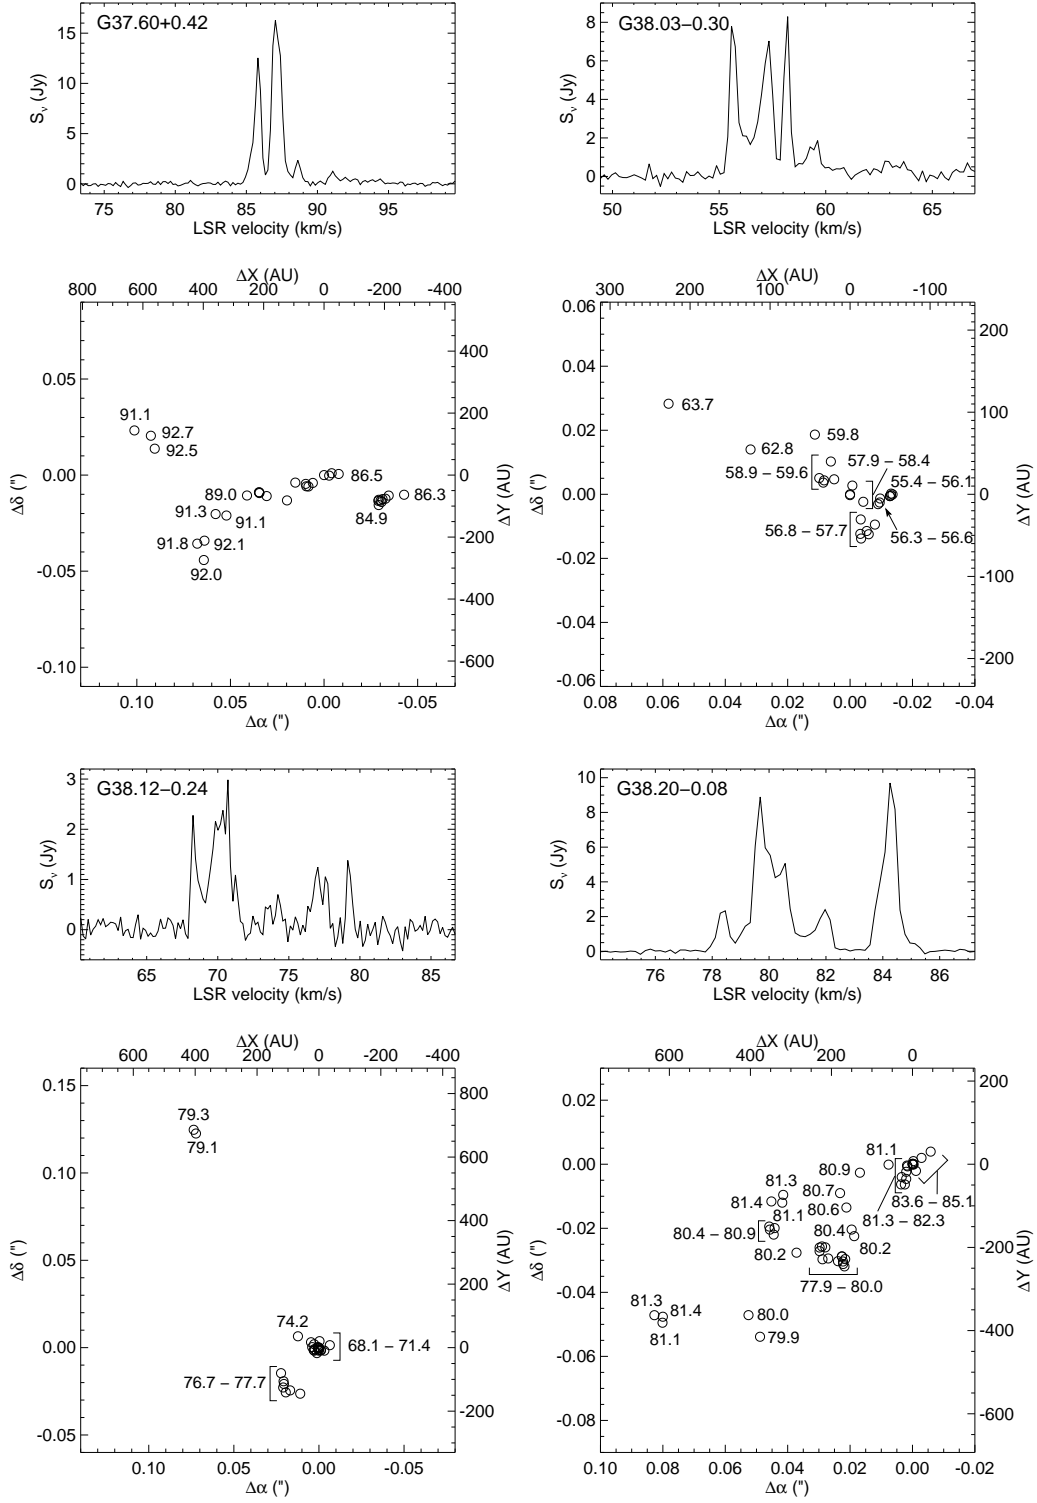 G37.60+0.42
Sν (Jy)
15
10
5
0
75 80 85 90 95
LSR velocity (km/s)
G38.03−0.30
Sν (Jy)
8
6
4
2
0
50 55 60 65
LSR velocity (km/s)
ΔX (AU)
800 600 400 200 0 -200 -400
Δδ (")
0.05
0.00
-0.05
-0.10
400
200
0
-200
-400
-600
ΔY (AU)
91.1
92.7
92.5
86.5
89.0
86.3
91.3
91.1
84.9
91.8
92.1
92.0
0.10 0.05 0.00 -0.05
Δα (")
ΔX (AU)
300 200 100 0 -100
Δδ (")
0.06
0.04
0.02
0.00
-0.02
-0.04
-0.06
200
100
0
-100
-200
ΔY (AU)
63.7
59.8
62.8
57.9 − 58.4
58.9 − 59.6
55.4 − 56.1
56.8 − 57.7
56.3 − 56.6
0.08 0.06 0.04 0.02 0.00 -0.02 -0.04
Δα (")
G38.12−0.24
Sν (Jy)
3
2
1
0
65 70 75 80 85
LSR velocity (km/s)
G38.20−0.08
Sν (Jy)
10
8
6
4
2
0
76 78 80 82 84 86
LSR velocity (km/s)
ΔX (AU)
600 400 200 0 -200 -400
Δδ (")
0.15
0.10
0.05
0.00
-0.05
800
600
400
200
0
-200
ΔY (AU)
79.3
79.1
74.2
68.1 − 71.4
76.7 − 77.7
0.10 0.05 0.00 -0.05
Δα (")
ΔX (AU)
600 400 200 0
Δδ (")
0.02
0.00
-0.02
-0.04
-0.06
-0.08
200
0
-200
-400
-600
ΔY (AU)
81.1
80.9
81.3
80.7
81.4
80.6
83.6 − 85.1
81.3 − 82.3
81.1
80.4 − 80.9
80.4
80.2
80.2
77.9 − 80.0
81.3
81.4
80.0
81.1
79.9
0.10 0.08 0.06 0.04 0.02 0.00 -0.02
Δα (")